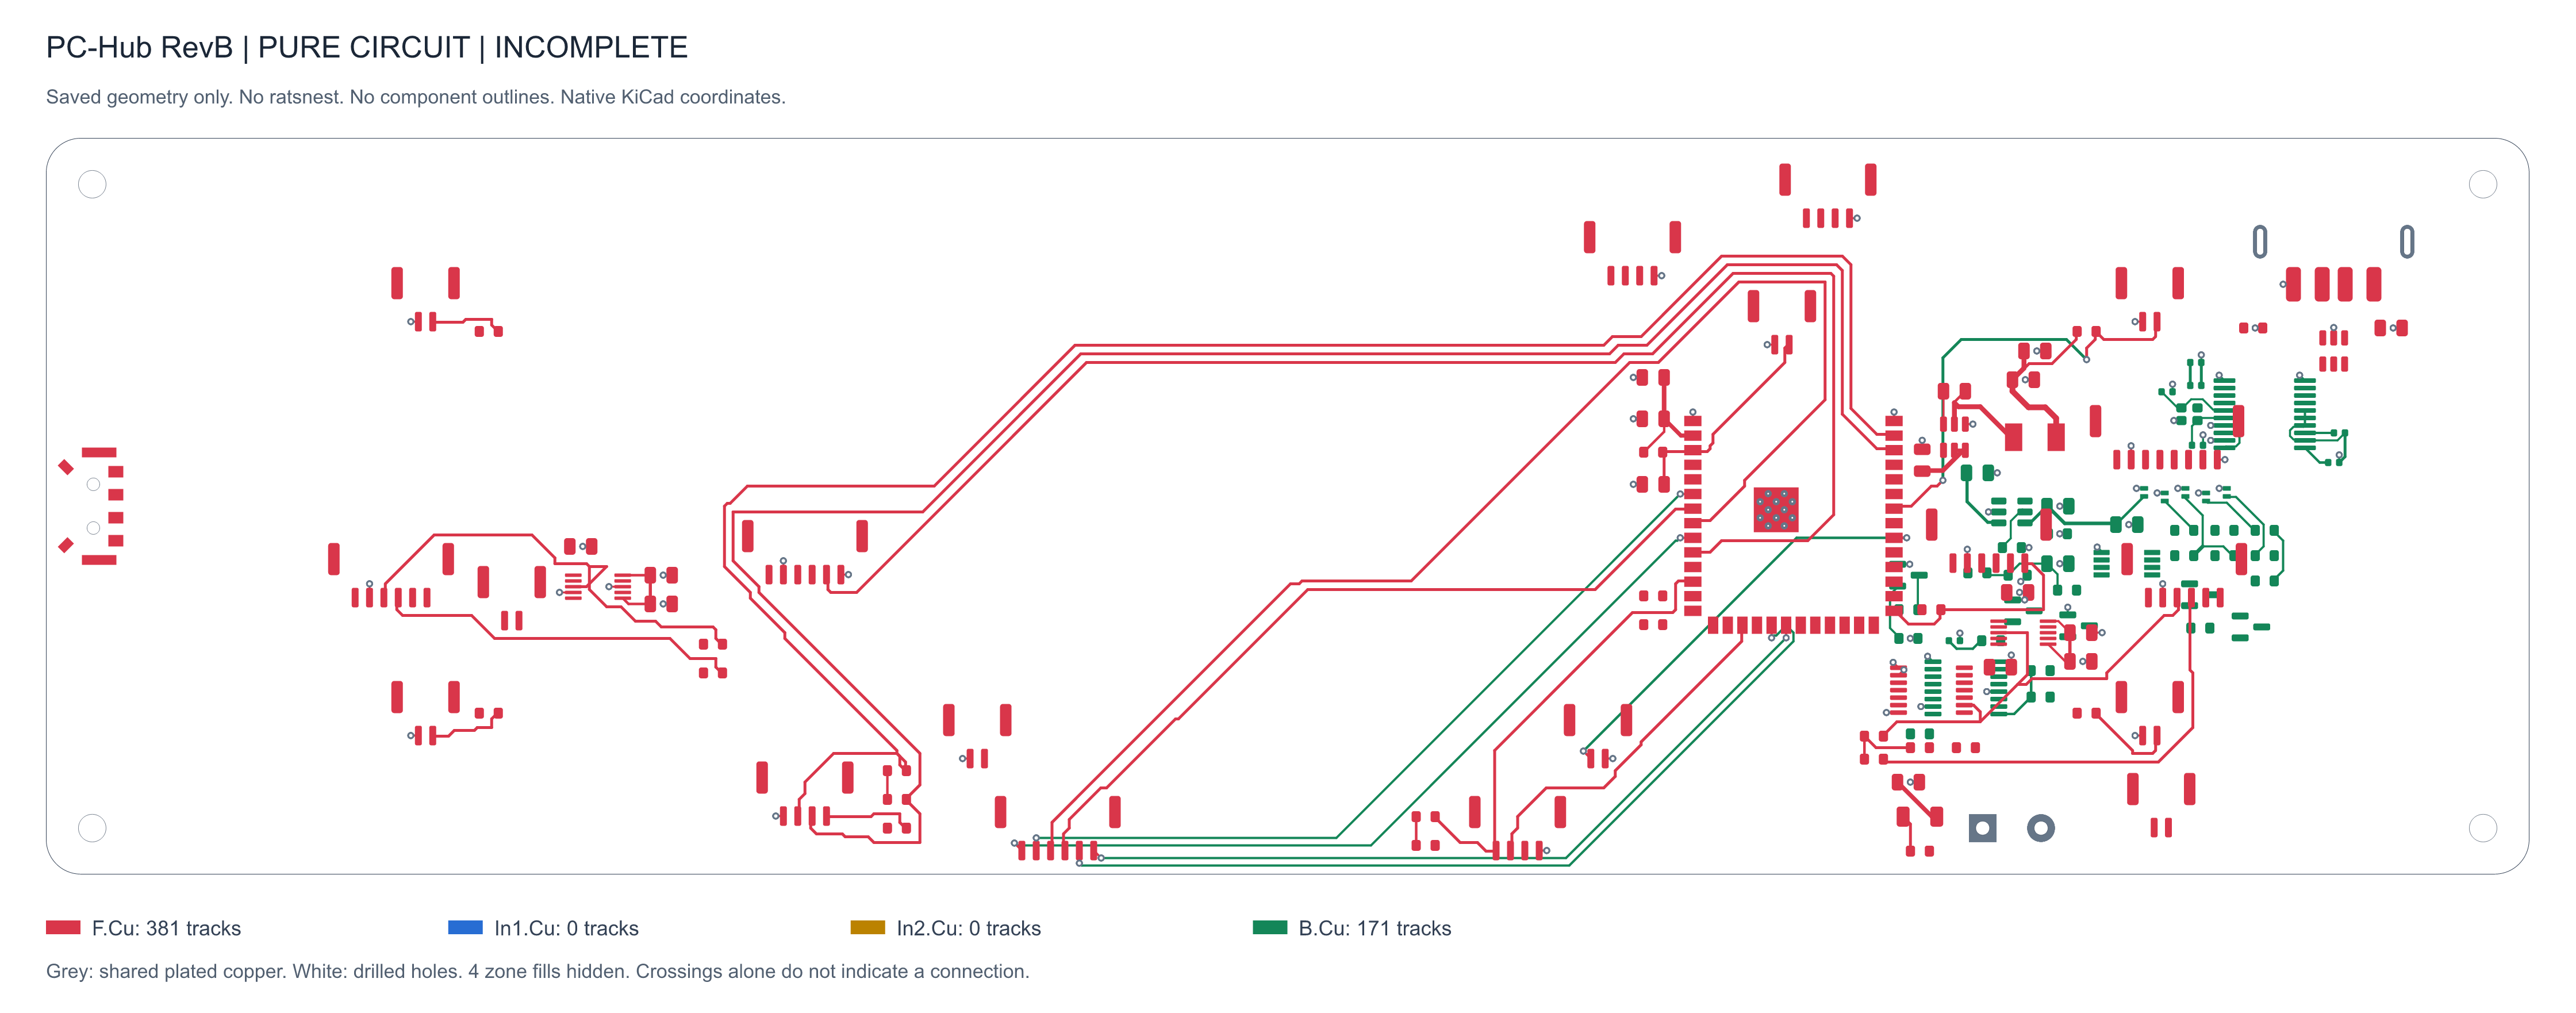 PC-Hub RevB | PURE CIRCUIT | INCOMPLETE
Saved geometry only. No ratsnest. No component outlines. Native KiCad coordinates.
F.Cu: 381 tracks
In1.Cu: 0 tracks
In2.Cu: 0 tracks
B.Cu: 171 tracks
Grey: shared plated copper. White: drilled holes. 4 zone fills hidden. Crossings alone do not indicate a connection.